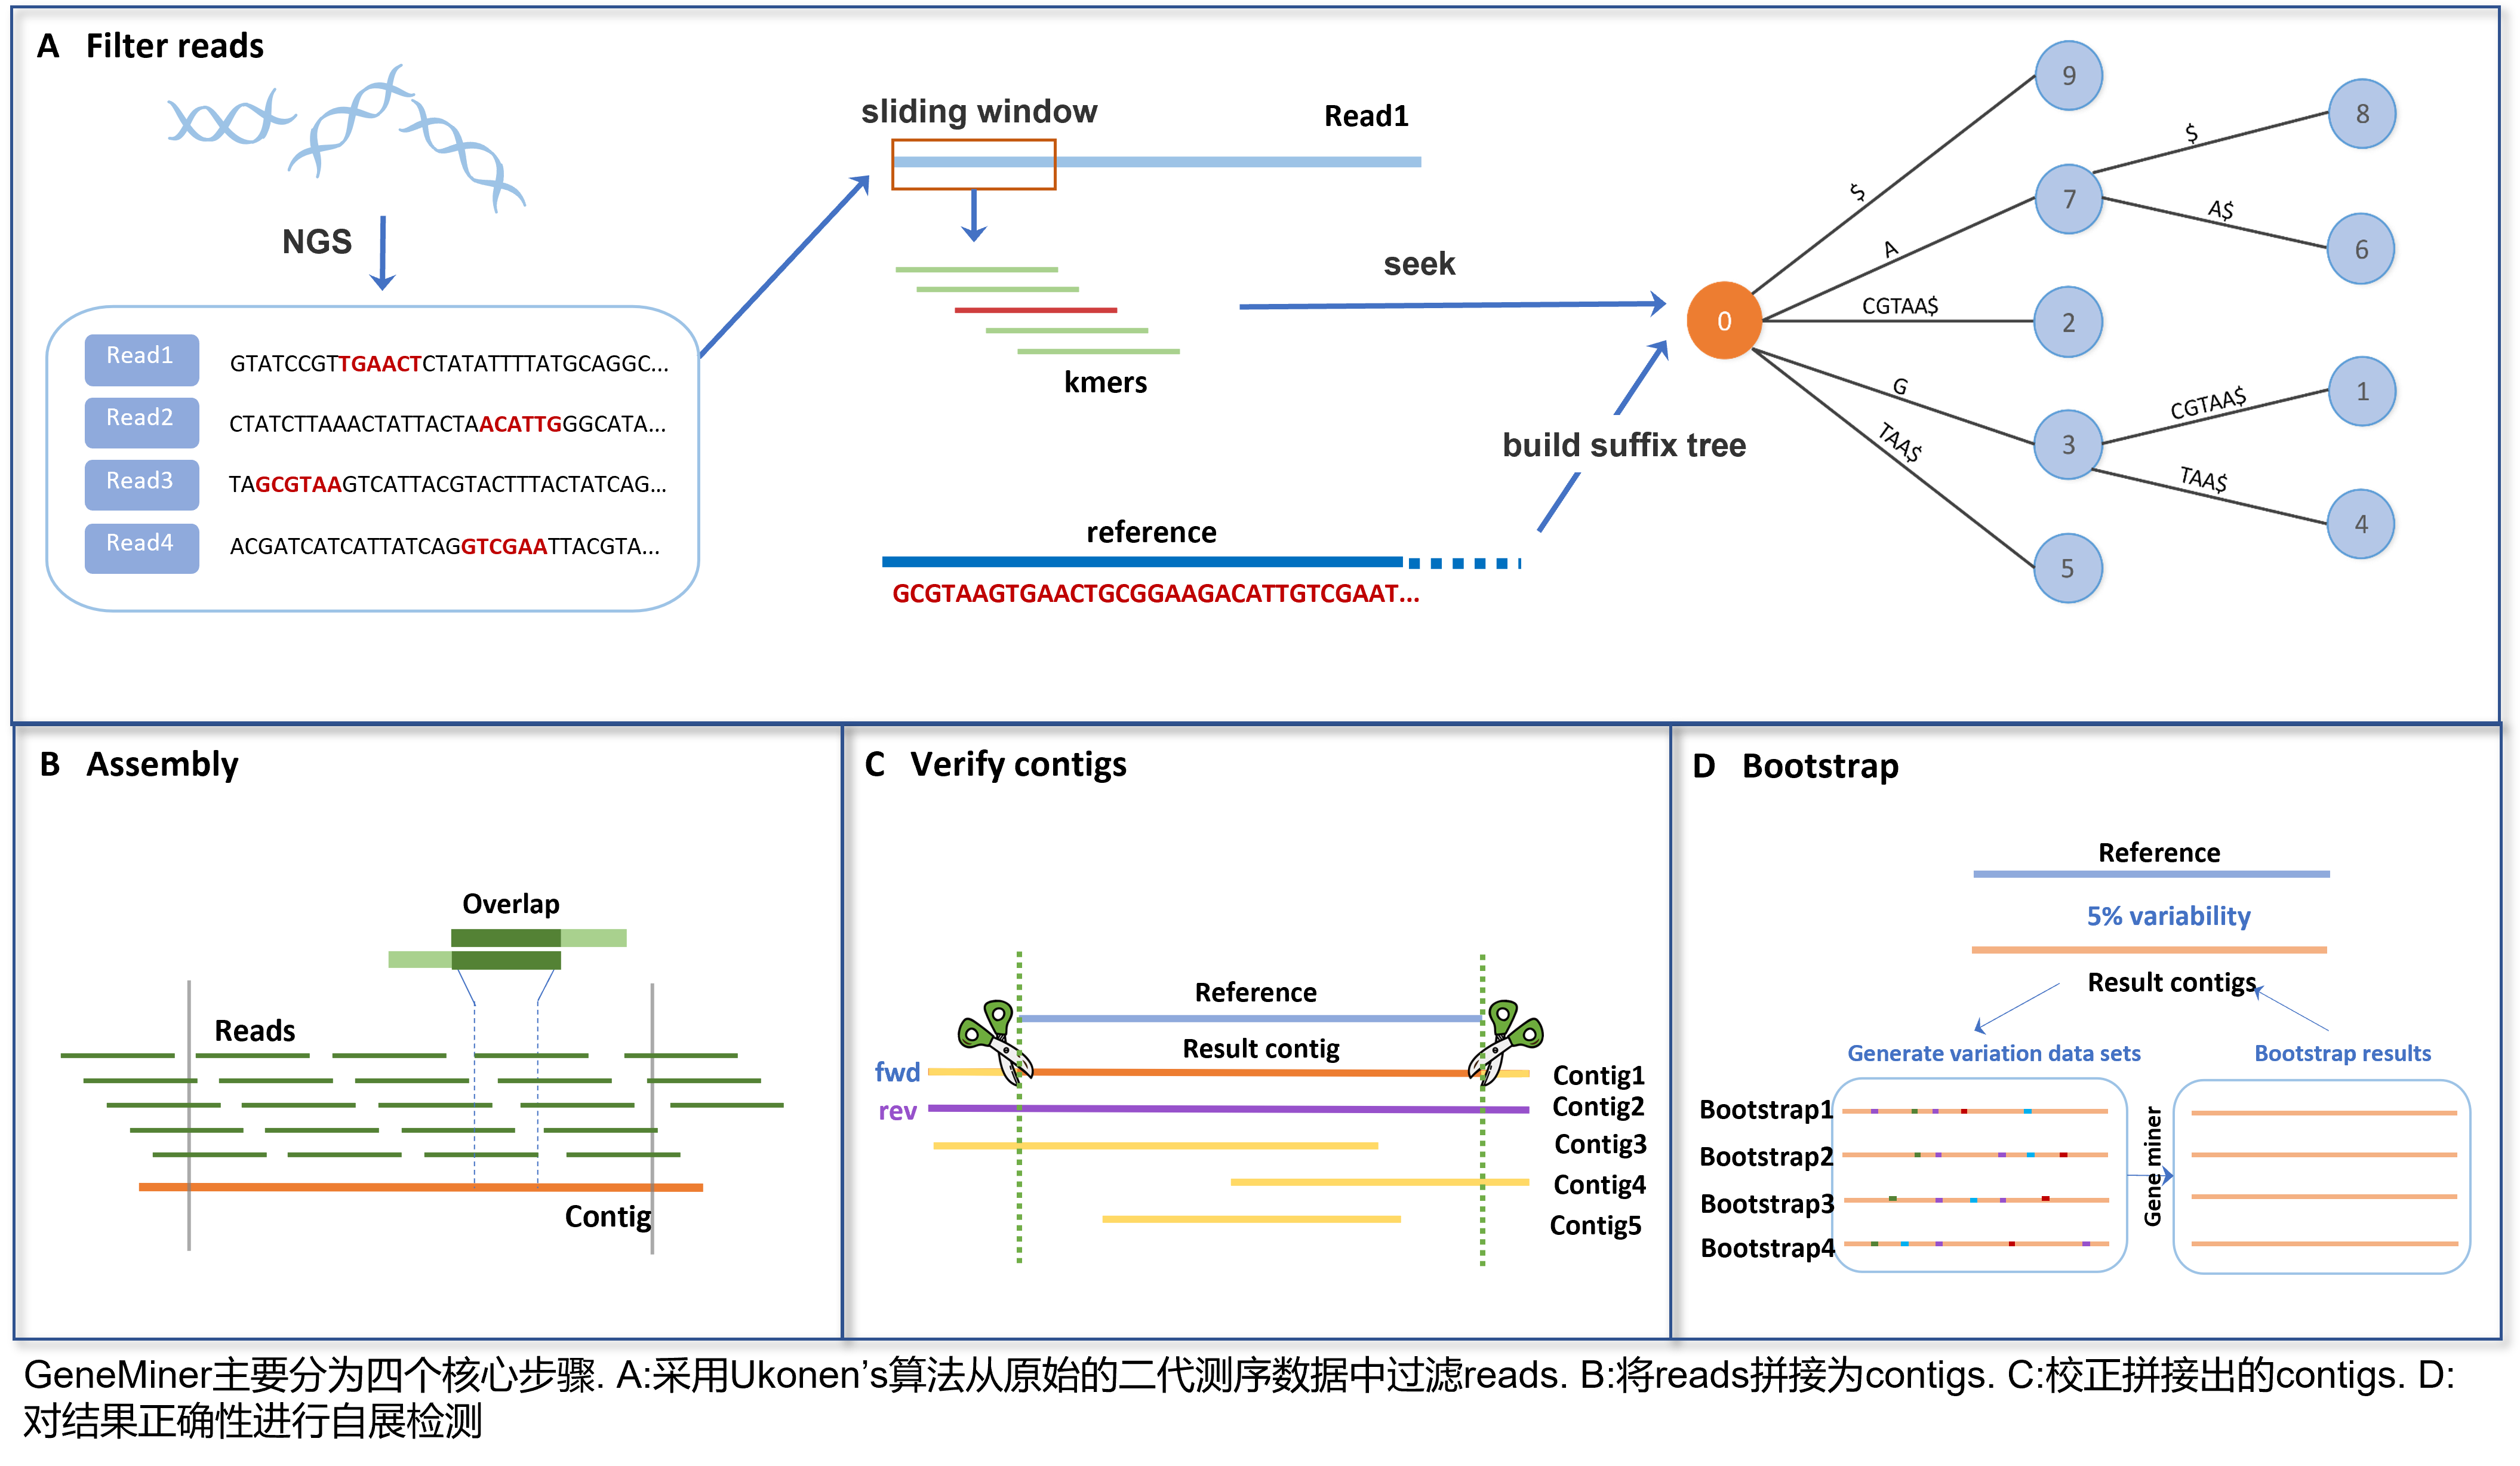 A Filter reads
NGS
Read1 GTATCCGTTGAACTCTATATTTTATGCAGGC...
Read2 CTATCTTAAACTATTACTAACATTGGGCATA...
Read3 TAGCGTAAGTCATTACGTACTTTACTATCAG...
Read4 ACGATCATCATTATCAGGTCGAATTACGTA...
sliding window
Read1
kmers
seek
build suffix tree
reference
GCGTAAGTGAACTGCGGAAGACATTGTCGAAT...
0
$
9
A
7
$
8
A$
6
CGTAA$
2
G
3
CGTAA$
1
TAA$
4
TAA$
5
B Assembly
Overlap
Reads
Contig
C Verify contigs
Reference
Result contig
fwd
rev
Contig1
Contig2
Contig3
Contig4
Contig5
D Bootstrap
Reference
5% variability
Result contigs
Generate variation data sets
Bootstrap results
Bootstrap1
Bootstrap2
Bootstrap3
Bootstrap4
Gene miner
GeneMiner主要分为四个核心步骤. A:采用Ukonen's算法从原始的二代测序数据中过滤reads. B:将reads拼接为contigs. C:校正拼接出的contigs. D:
对结果正确性进行自展检测